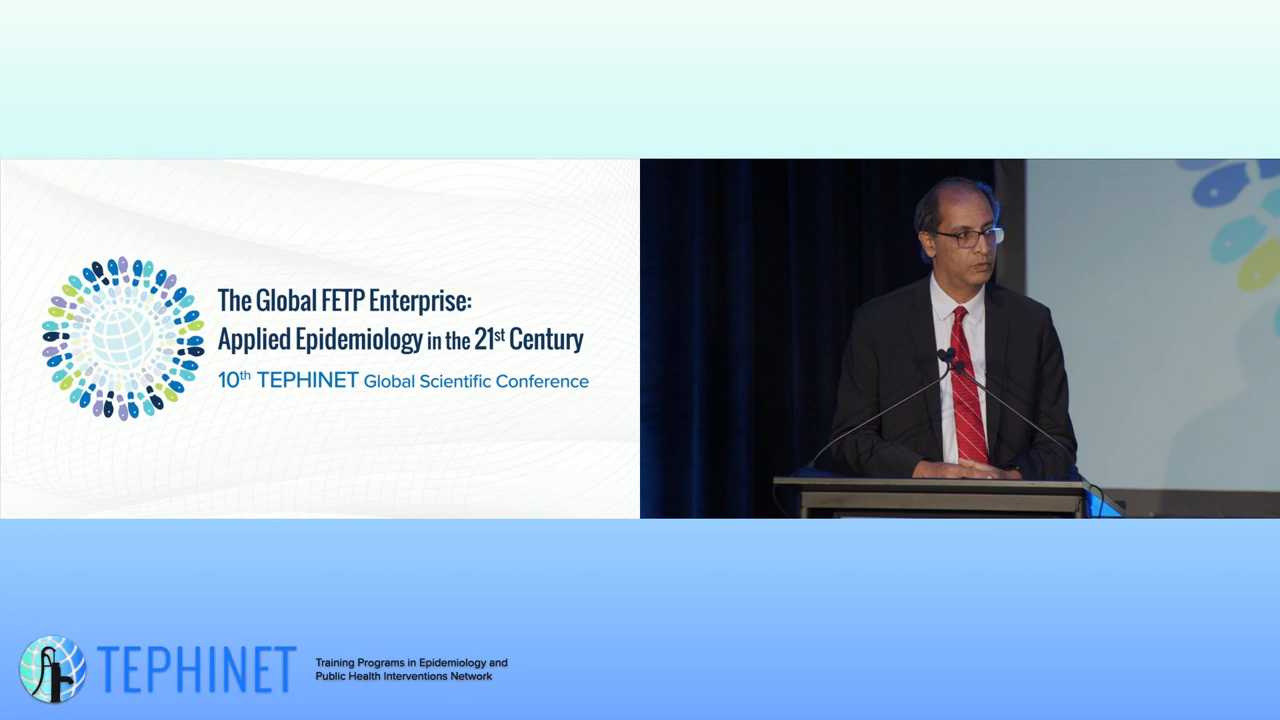 The Global FETP Enterprise:
Applied Epidemiology in the 21st Century
10th TEPHINET Global Scientific Conference
TEPHINET
Training Programs in Epidemiology and
Public Health Interventions Network